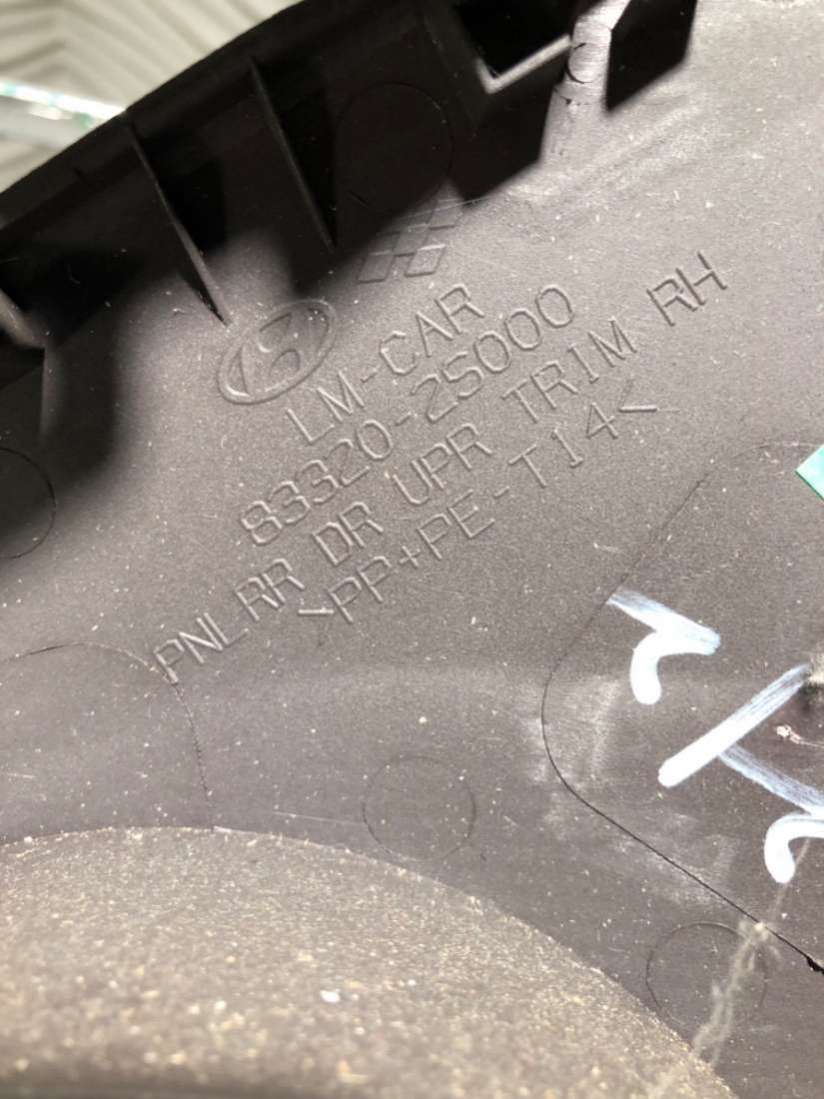 LM-CAR
83320-2S000
PNL RR DR UPR TRIM RH
>PP+PE-T14<